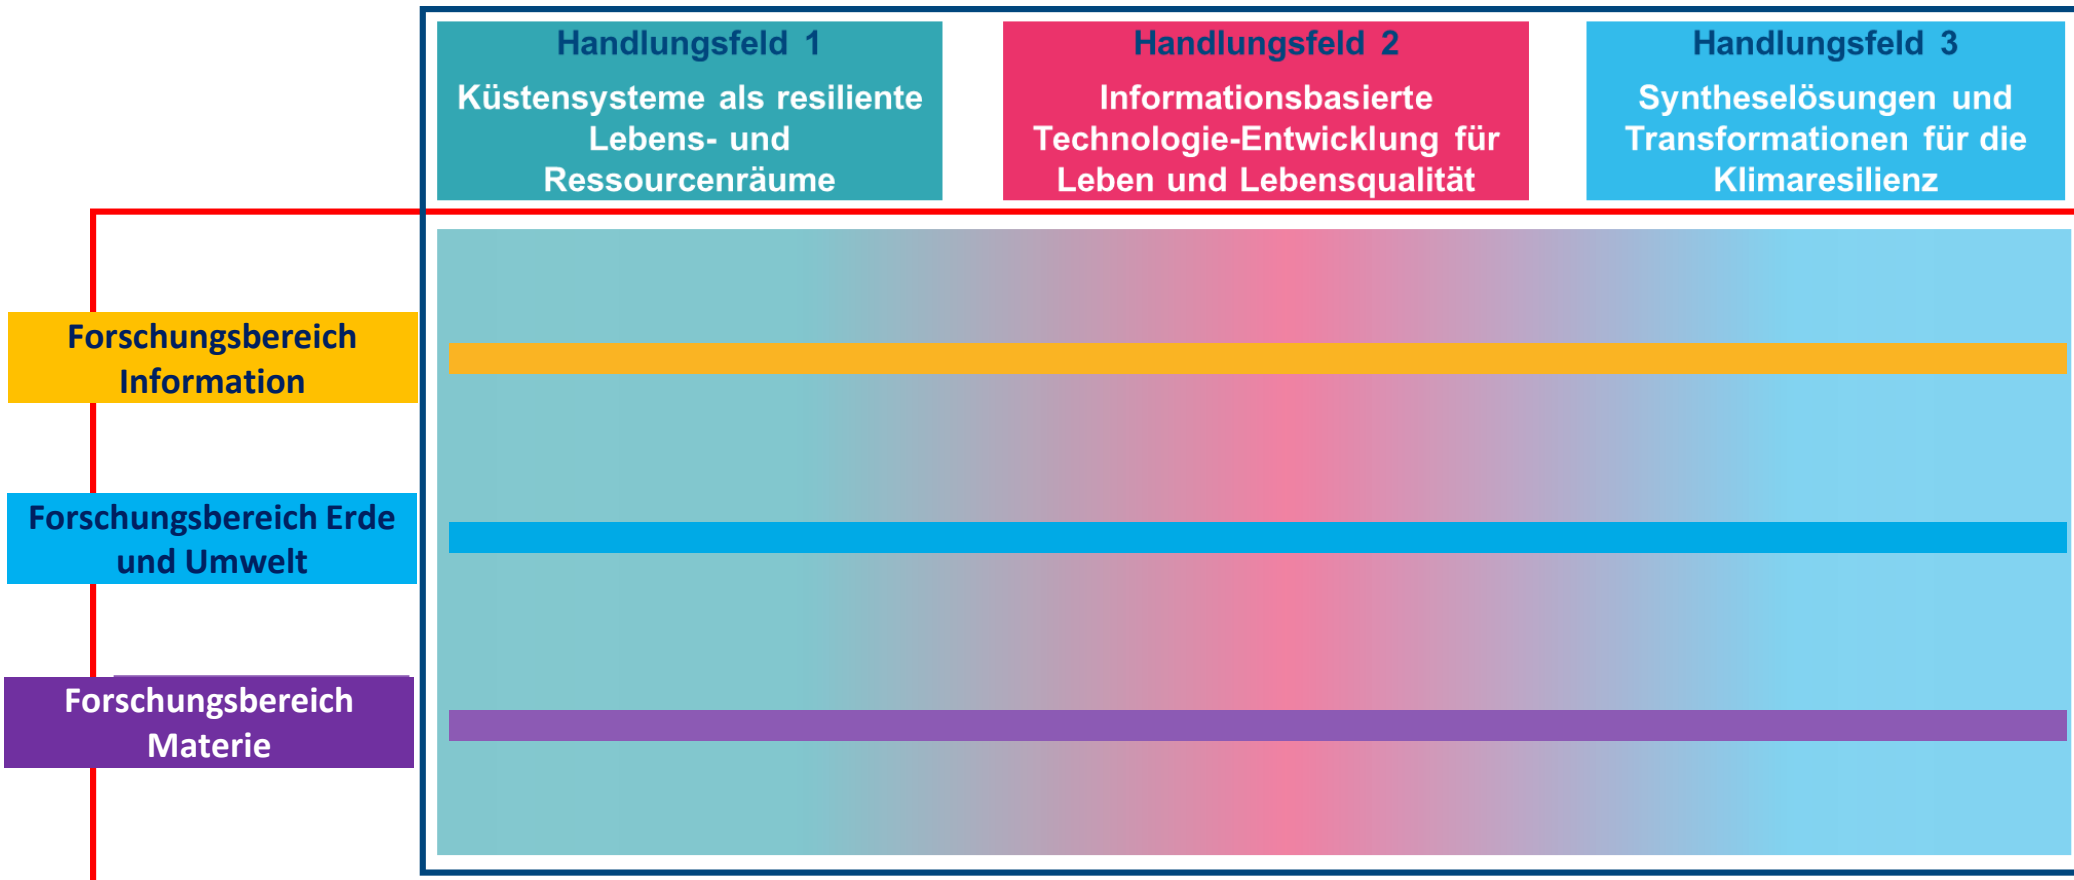 Handlungsfeld 1
Küstensysteme als resiliente
Lebens- und
Ressourcenräume
Handlungsfeld 2
Informationsbasierte
Technologie-Entwicklung für
Leben und Lebensqualität
Handlungsfeld 3
Syntheselösungen und
Transformationen für die
Klimaresilienz
Forschungsbereich
Information
Forschungsbereich Erde
und Umwelt
Forschungsbereich
Materie